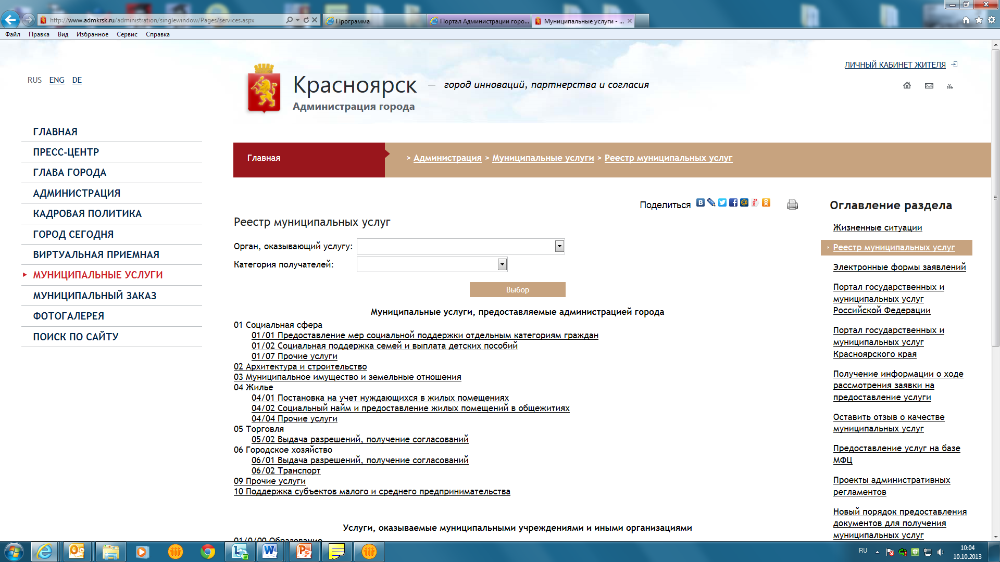 http://www.admkrsk.ru/administration/singlewindow/Pages/services.aspx
Программа
Портал Администрации горо...
Муниципальные услуги - ...
Файл Правка Вид Избранное Сервис Справка
ЛИЧНЫЙ КАБИНЕТ ЖИТЕЛЯ
RUS ENG DE
Красноярск — город инноваций, партнерства и согласия
Администрация города
ГЛАВНАЯ
ПРЕСС-ЦЕНТР
ГЛАВА ГОРОДА
АДМИНИСТРАЦИЯ
КАДРОВАЯ ПОЛИТИКА
ГОРОД СЕГОДНЯ
ВИРТУАЛЬНАЯ ПРИЕМНАЯ
МУНИЦИПАЛЬНЫЕ УСЛУГИ
МУНИЦИПАЛЬНЫЙ ЗАКАЗ
ФОТОГАЛЕРЕЯ
ПОИСК ПО САЙТУ
Главная > Администрация > Муниципальные услуги > Реестр муниципальных услуг
Поделиться
Реестр муниципальных услуг
Орган, оказывающий услугу:
Категория получателей:
Выбор
Муниципальные услуги, предоставляемые администрацией города
01 Социальная сфера
01/01 Предоставление мер социальной поддержки отдельным категориям граждан
01/02 Социальная поддержка семей и выплата детских пособий
01/07 Прочие услуги
02 Архитектура и строительство
03 Муниципальное имущество и земельные отношения
04 Жилье
04/01 Постановка на учет нуждающихся в жилых помещениях
04/02 Социальный найм и предоставление жилых помещений в общежитиях
04/04 Прочие услуги
05 Торговля
05/02 Выдача разрешений, получение согласований
06 Городское хозяйство
06/01 Выдача разрешений, получение согласований
06/02 Транспорт
09 Прочие услуги
10 Поддержка субъектов малого и среднего предпринимательства
Услуги, оказываемые муниципальными учреждениями и иными организациями
01/0/00 Образование
Оглавление раздела
Жизненные ситуации
Реестр муниципальных услуг
Электронные формы заявлений
Портал государственных и
муниципальных услуг
Российской Федерации
Портал государственных и
муниципальных услуг
Красноярского края
Получение информации о ходе
рассмотрения заявки на
предоставление услуги
Оставить отзыв о качестве
муниципальных услуг
Предоставление услуг на базе
МФЦ
Проекты административных
регламентов
Новый порядок предоставления
документов для получения
муниципальных услуг
RU
10:04
10.10.2013